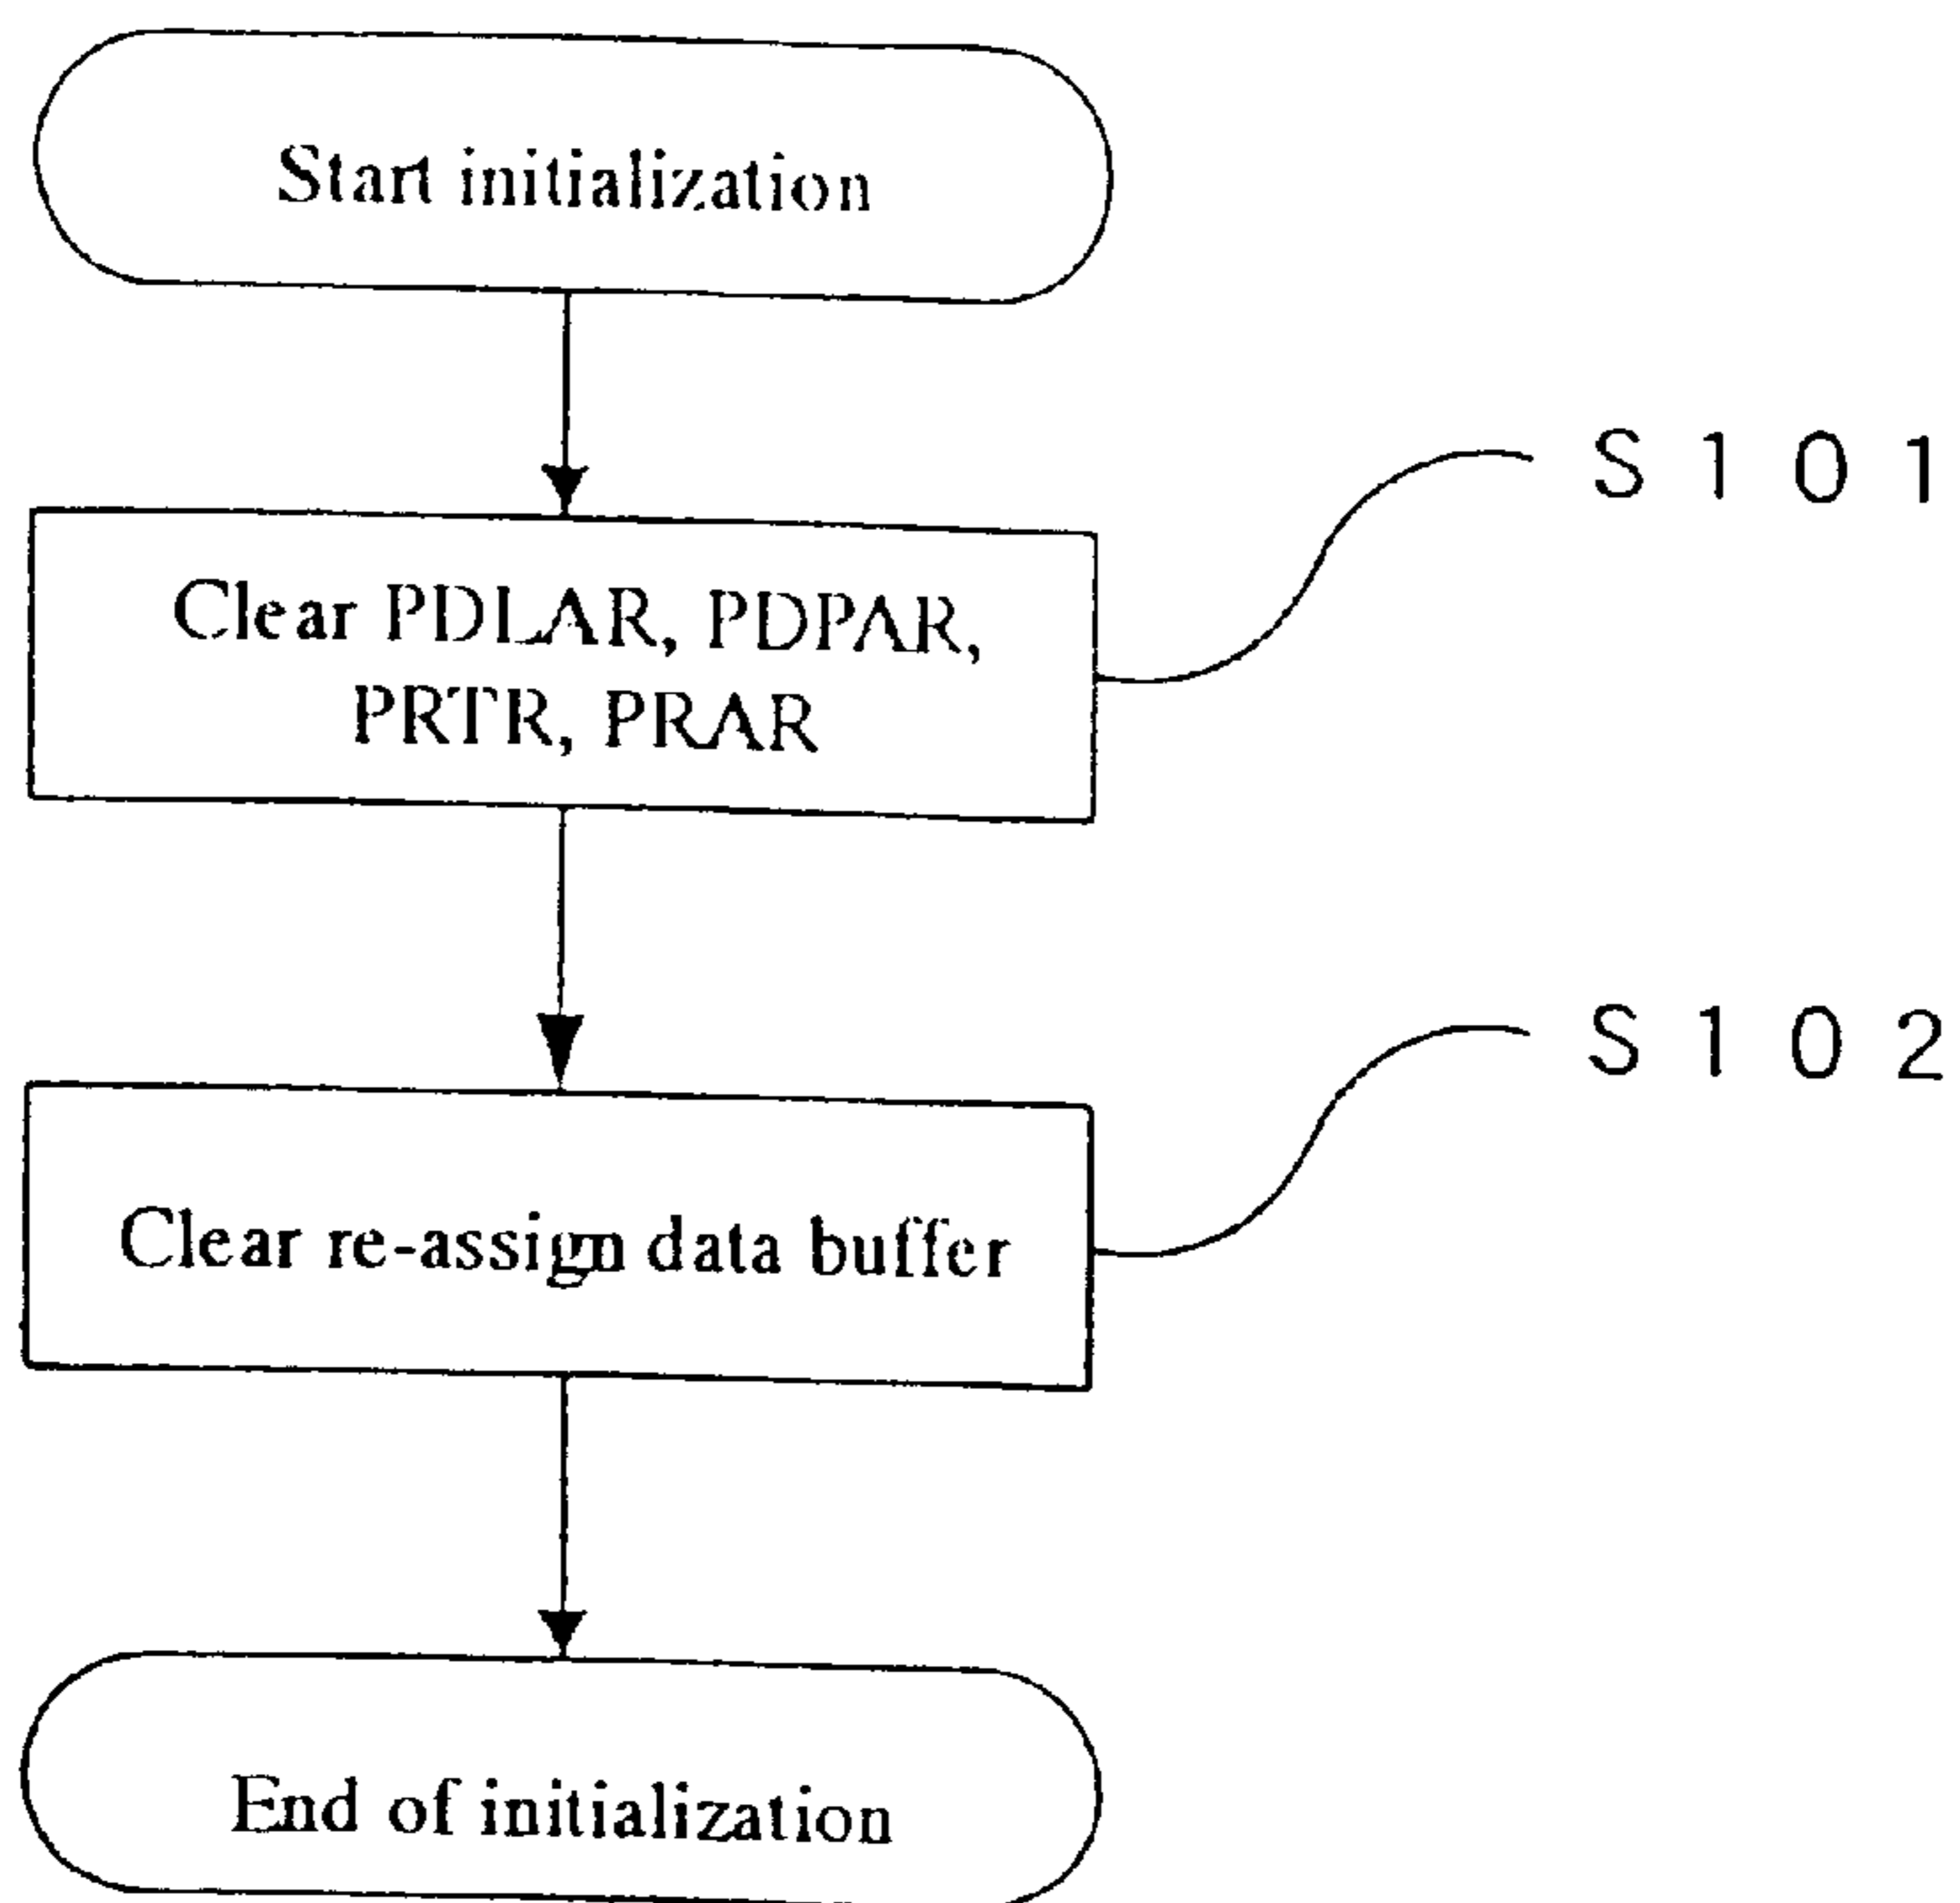 Start initialization
S101
Clear PDLAR, PDPAR,
PRTR, PRAR
S102
Clear re-assign data buffer
End of initialization